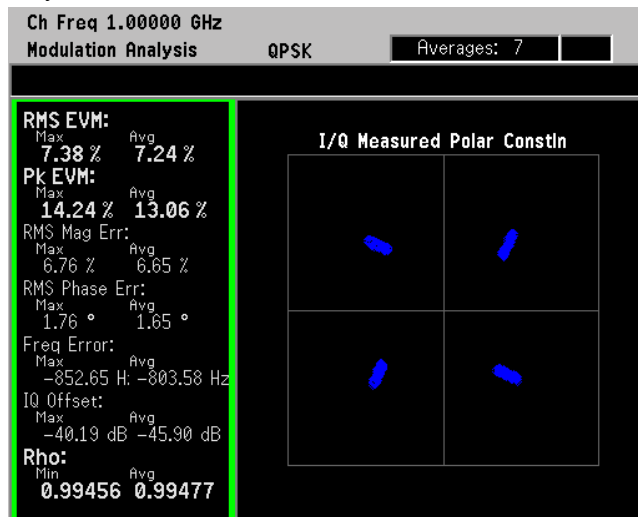 Ch Freq 1.00000 GHz
Modulation Analysis QPSK Averages: 7
RMS EVM:
Max Avg
7.38 % 7.24 %
Pk EVM:
Max Avg
14.24 % 13.06 %
RMS Mag Err:
Max Avg
6.76 % 6.65 %
RMS Phase Err:
Max Avg
1.76 ° 1.65 °
Freq Error:
Max Avg
−852.65 H: −803.58 Hz
IQ Offset:
Max Avg
−40.19 dB −45.90 dB
Rho:
Min Avg
0.99456 0.99477
I/Q Measured Polar Constln